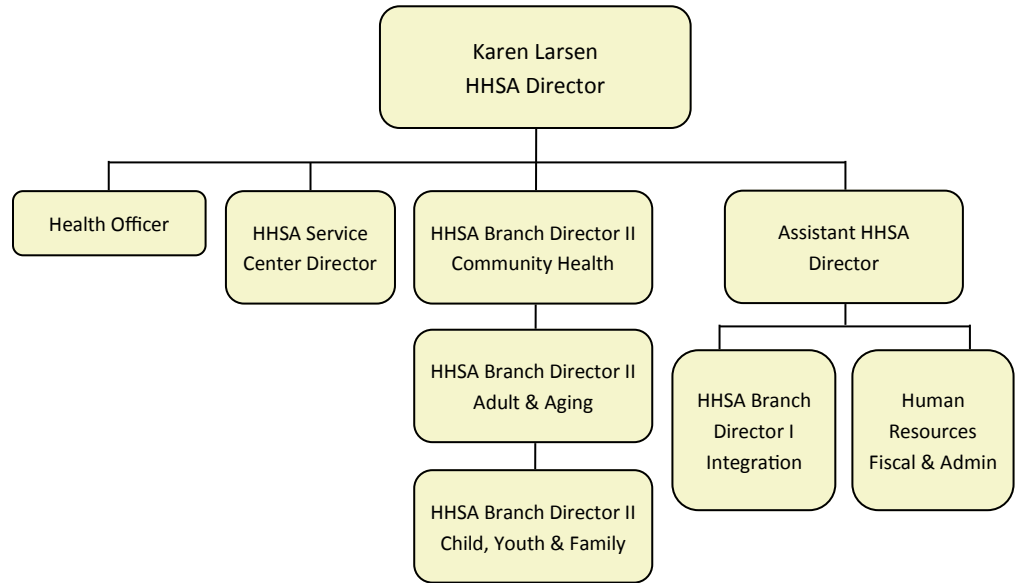 Karen Larsen
HHSA Director
Health Officer
HHSA Service
Center Director
HHSA Branch Director II
Community Health
Assistant HHSA
Director
HHSA Branch Director II
Adult & Aging
HHSA Branch
Director I
Integration
Human
Resources
Fiscal & Admin
HHSA Branch Director II
Child, Youth & Family